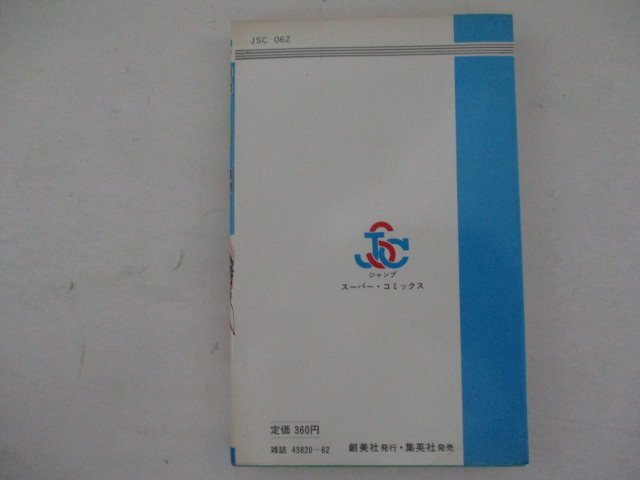 JSC 062
JSC
ジャンプ
スーパー・コミックス
定価 360円
雑誌 43820-62 創美社発行・集英社発売